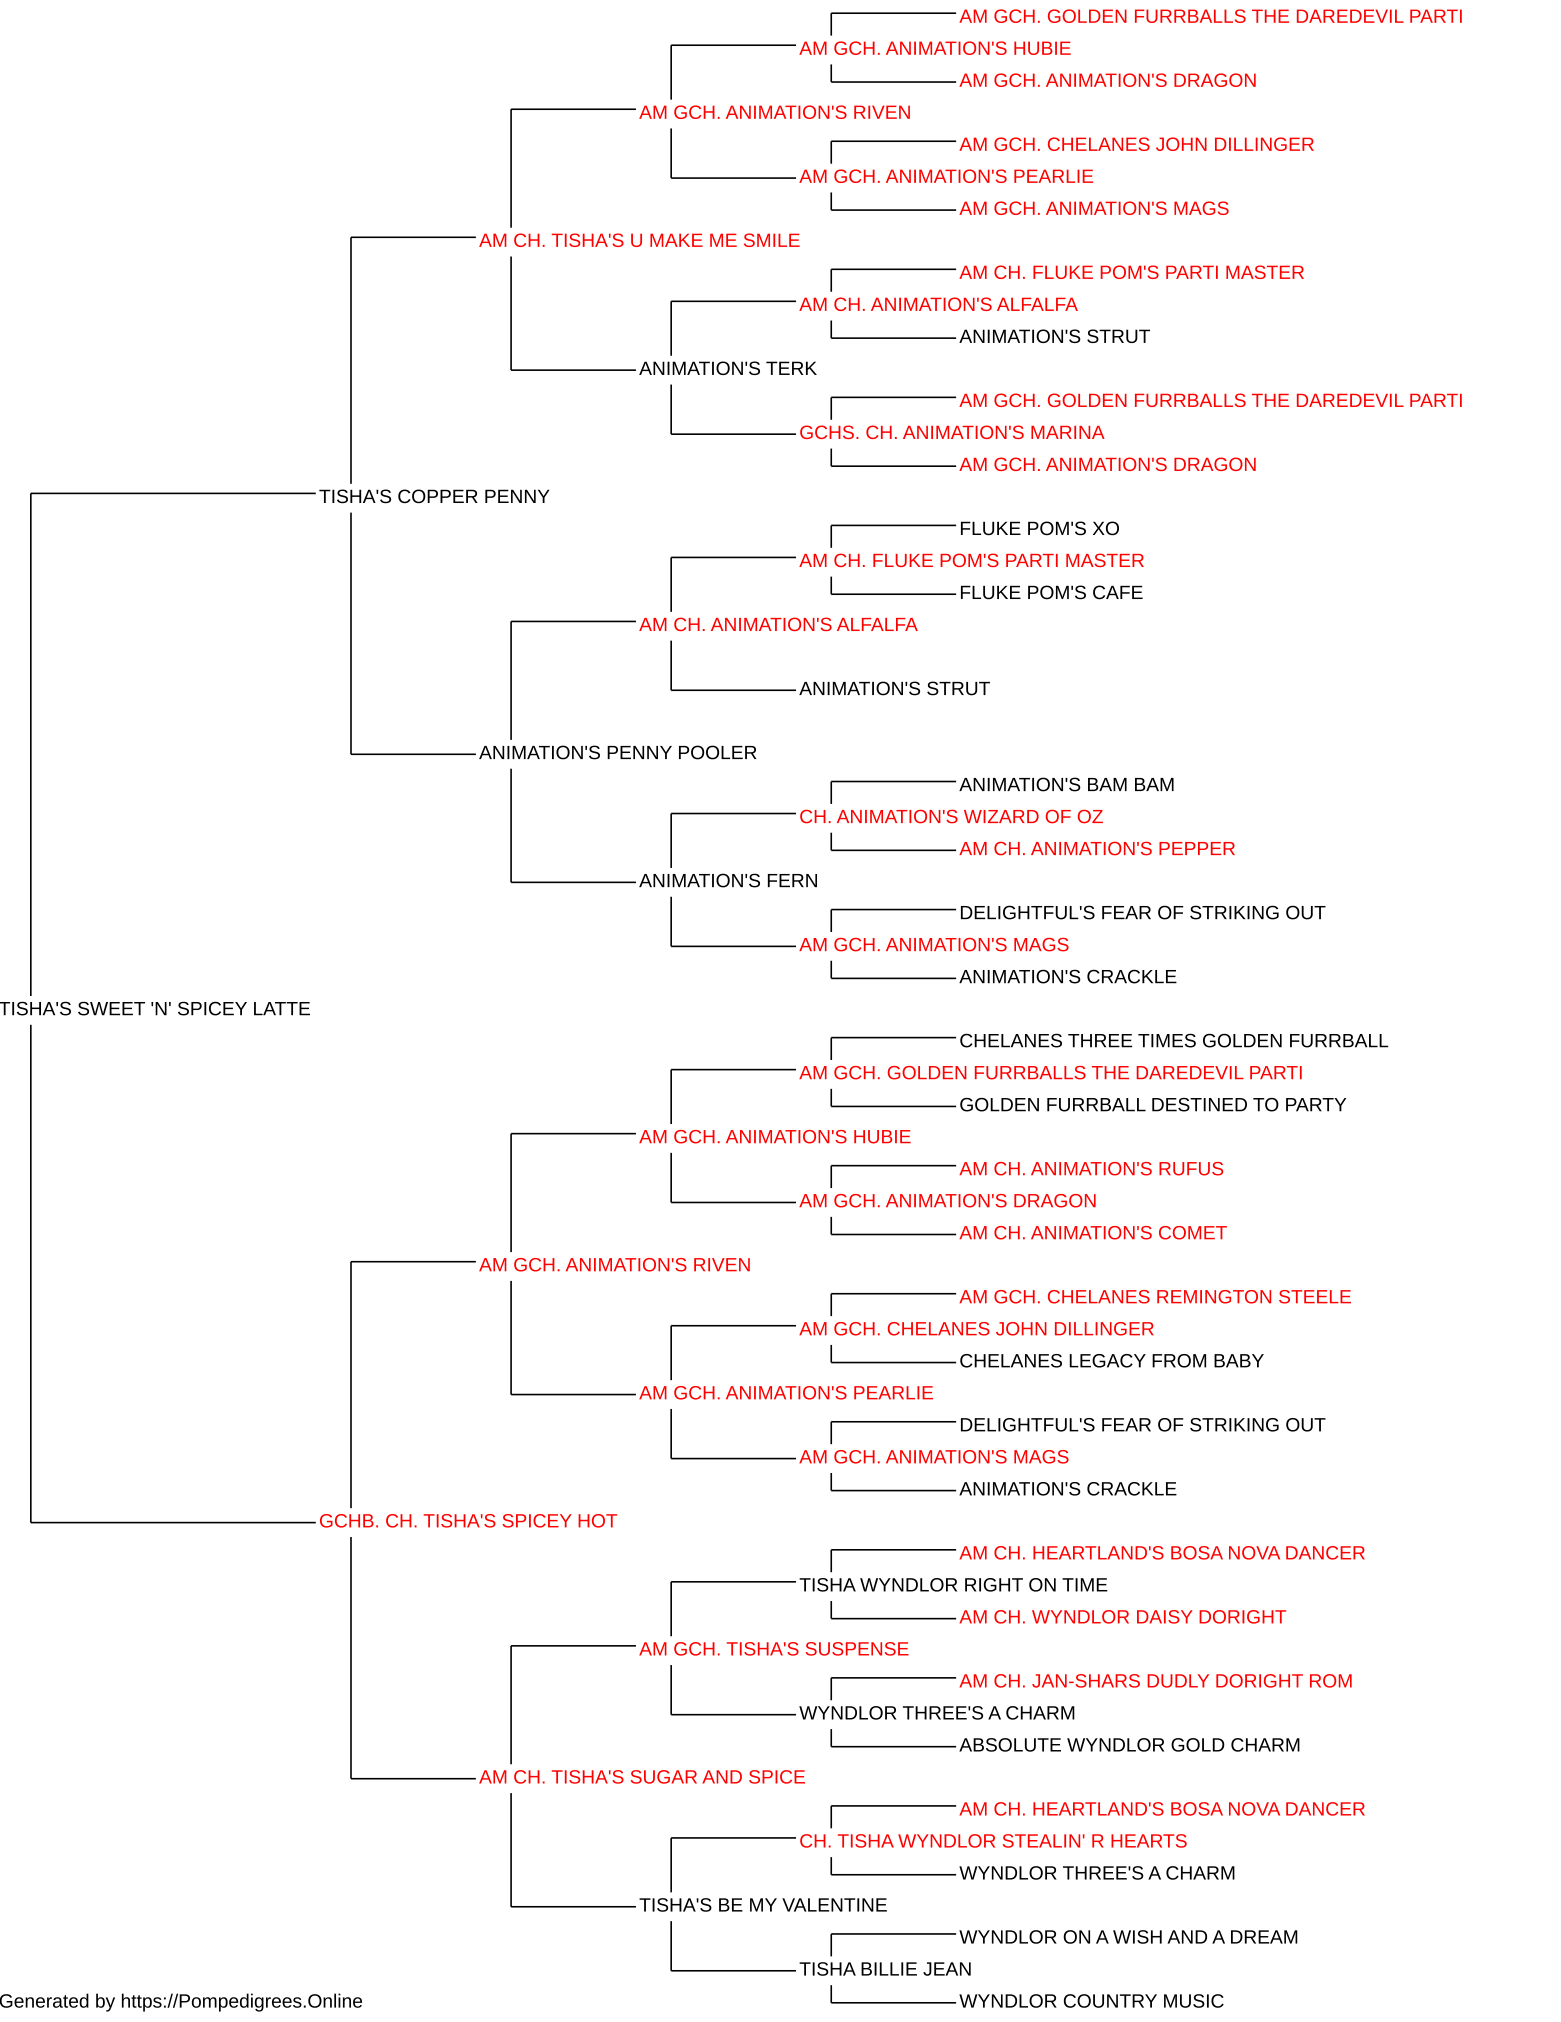 AM GCH. GOLDEN FURRBALLS THE DAREDEVIL PARTI
AM GCH. ANIMATION'S HUBIE
AM GCH. ANIMATION'S DRAGON
AM GCH. ANIMATION'S RIVEN
AM GCH. CHELANES JOHN DILLINGER
AM GCH. ANIMATION'S PEARLIE
AM GCH. ANIMATION'S MAGS
AM CH. TISHA'S U MAKE ME SMILE
AM CH. FLUKE POM'S PARTI MASTER
AM CH. ANIMATION'S ALFALFA
ANIMATION'S STRUT
ANIMATION'S TERK
AM GCH. GOLDEN FURRBALLS THE DAREDEVIL PARTI
GCHS. CH. ANIMATION'S MARINA
AM GCH. ANIMATION'S DRAGON
TISHA'S COPPER PENNY
FLUKE POM'S XO
AM CH. FLUKE POM'S PARTI MASTER
FLUKE POM'S CAFE
AM CH. ANIMATION'S ALFALFA
ANIMATION'S STRUT
ANIMATION'S PENNY POOLER
ANIMATION'S BAM BAM
CH. ANIMATION'S WIZARD OF OZ
AM CH. ANIMATION'S PEPPER
ANIMATION'S FERN
DELIGHTFUL'S FEAR OF STRIKING OUT
AM GCH. ANIMATION'S MAGS
ANIMATION'S CRACKLE
TISHA'S SWEET 'N' SPICEY LATTE
CHELANES THREE TIMES GOLDEN FURRBALL
AM GCH. GOLDEN FURRBALLS THE DAREDEVIL PARTI
GOLDEN FURRBALL DESTINED TO PARTY
AM GCH. ANIMATION'S HUBIE
AM CH. ANIMATION'S RUFUS
AM GCH. ANIMATION'S DRAGON
AM CH. ANIMATION'S COMET
AM GCH. ANIMATION'S RIVEN
AM GCH. CHELANES REMINGTON STEELE
AM GCH. CHELANES JOHN DILLINGER
CHELANES LEGACY FROM BABY
AM GCH. ANIMATION'S PEARLIE
DELIGHTFUL'S FEAR OF STRIKING OUT
AM GCH. ANIMATION'S MAGS
ANIMATION'S CRACKLE
GCHB. CH. TISHA'S SPICEY HOT
AM CH. HEARTLAND'S BOSA NOVA DANCER
TISHA WYNDLOR RIGHT ON TIME
AM CH. WYNDLOR DAISY DORIGHT
AM GCH. TISHA'S SUSPENSE
AM CH. JAN-SHARS DUDLY DORIGHT ROM
WYNDLOR THREE'S A CHARM
ABSOLUTE WYNDLOR GOLD CHARM
AM CH. TISHA'S SUGAR AND SPICE
AM CH. HEARTLAND'S BOSA NOVA DANCER
CH. TISHA WYNDLOR STEALIN' R HEARTS
WYNDLOR THREE'S A CHARM
TISHA'S BE MY VALENTINE
WYNDLOR ON A WISH AND A DREAM
TISHA BILLIE JEAN
WYNDLOR COUNTRY MUSIC
Generated by https://Pompedigrees.Online